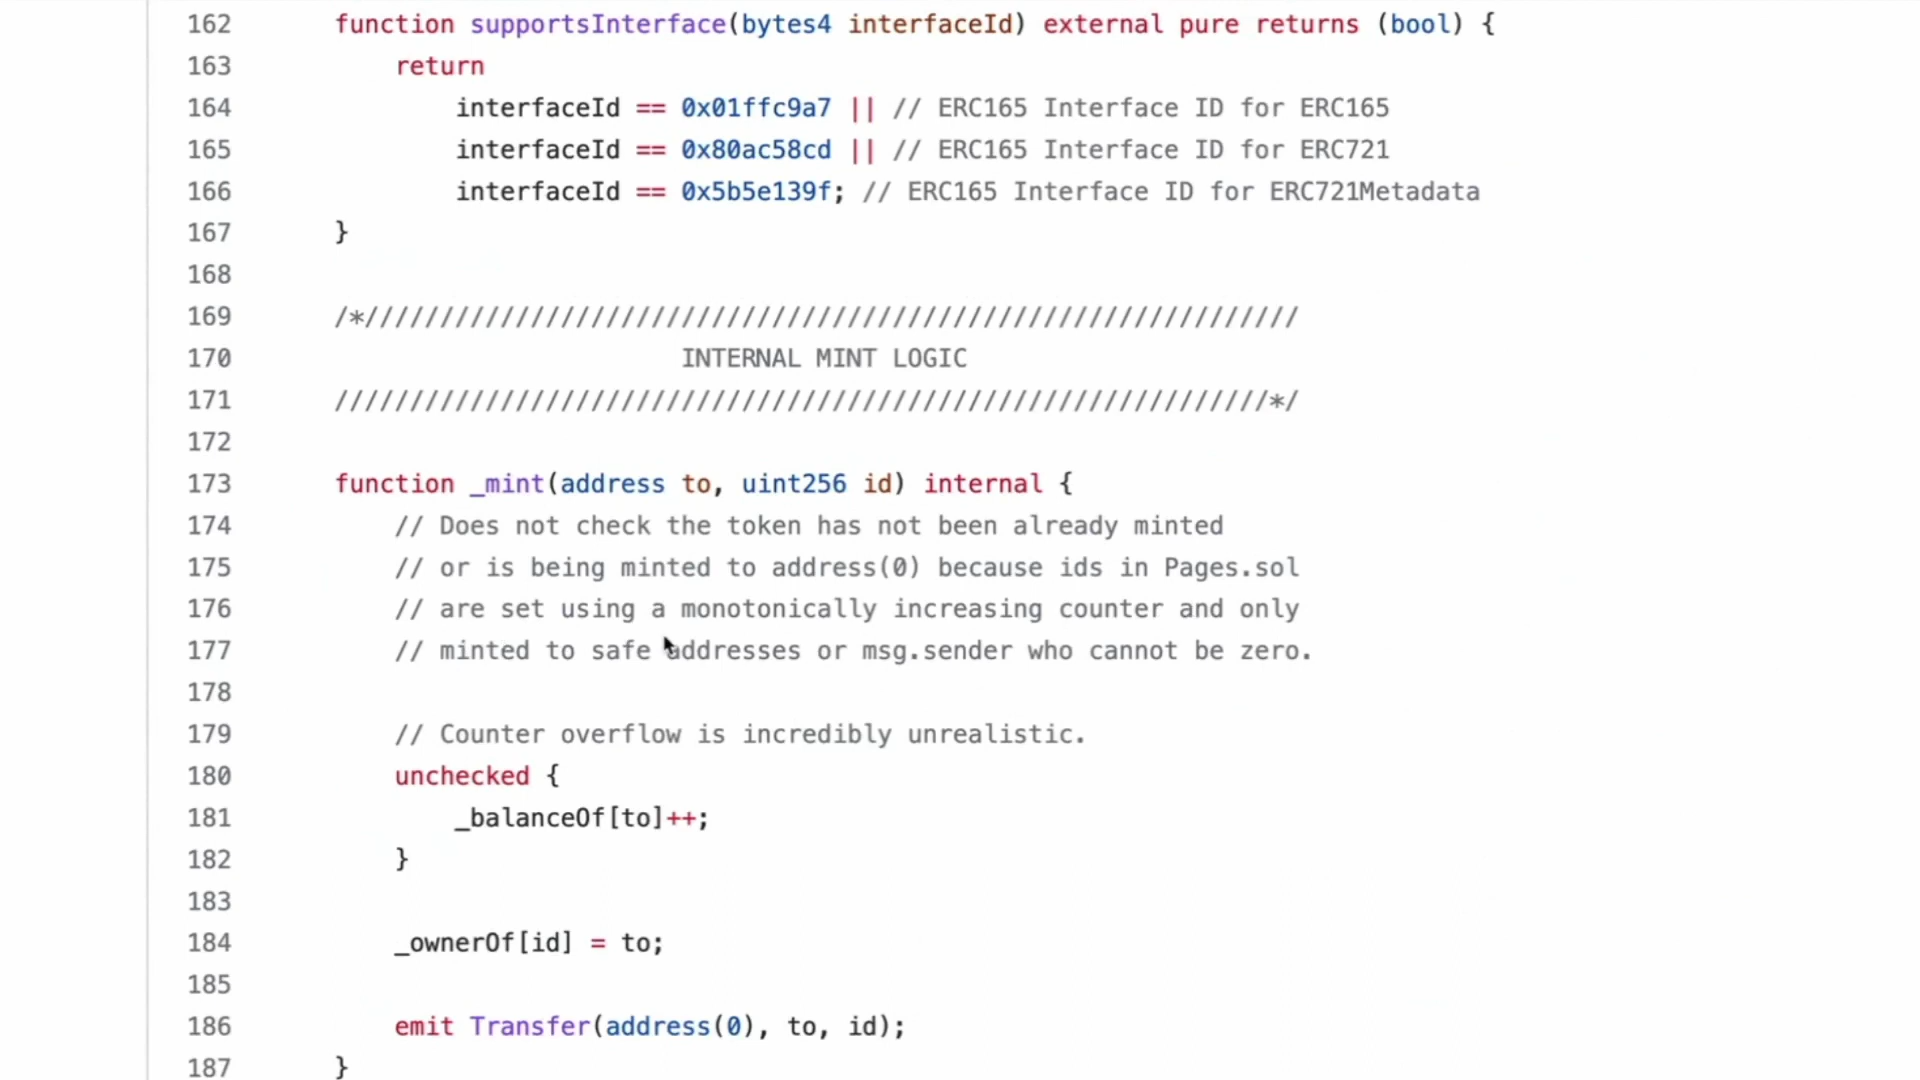 162 function supportsInterface(bytes4 interfaceId) external pure returns (bool) {
163 return
164 interfaceId == 0x01ffc9a7 || // ERC165 Interface ID for ERC165
165 interfaceId == 0x80ac58cd || // ERC165 Interface ID for ERC721
166 interfaceId == 0x5b5e139f; // ERC165 Interface ID for ERC721Metadata
167 }
168
169 /*//////////////////////////////////////////////////////////////
170 INTERNAL MINT LOGIC
171 //////////////////////////////////////////////////////////////*/
172
173 function _mint(address to, uint256 id) internal {
174 // Does not check the token has not been already minted
175 // or is being minted to address(0) because ids in Pages.sol
176 // are set using a monotonically increasing counter and only
177 // minted to safe addresses or msg.sender who cannot be zero.
178
179 // Counter overflow is incredibly unrealistic.
180 unchecked {
181 _balanceOf[to]++;
182 }
183
184 _ownerOf[id] = to;
185
186 emit Transfer(address(0), to, id);
187 }